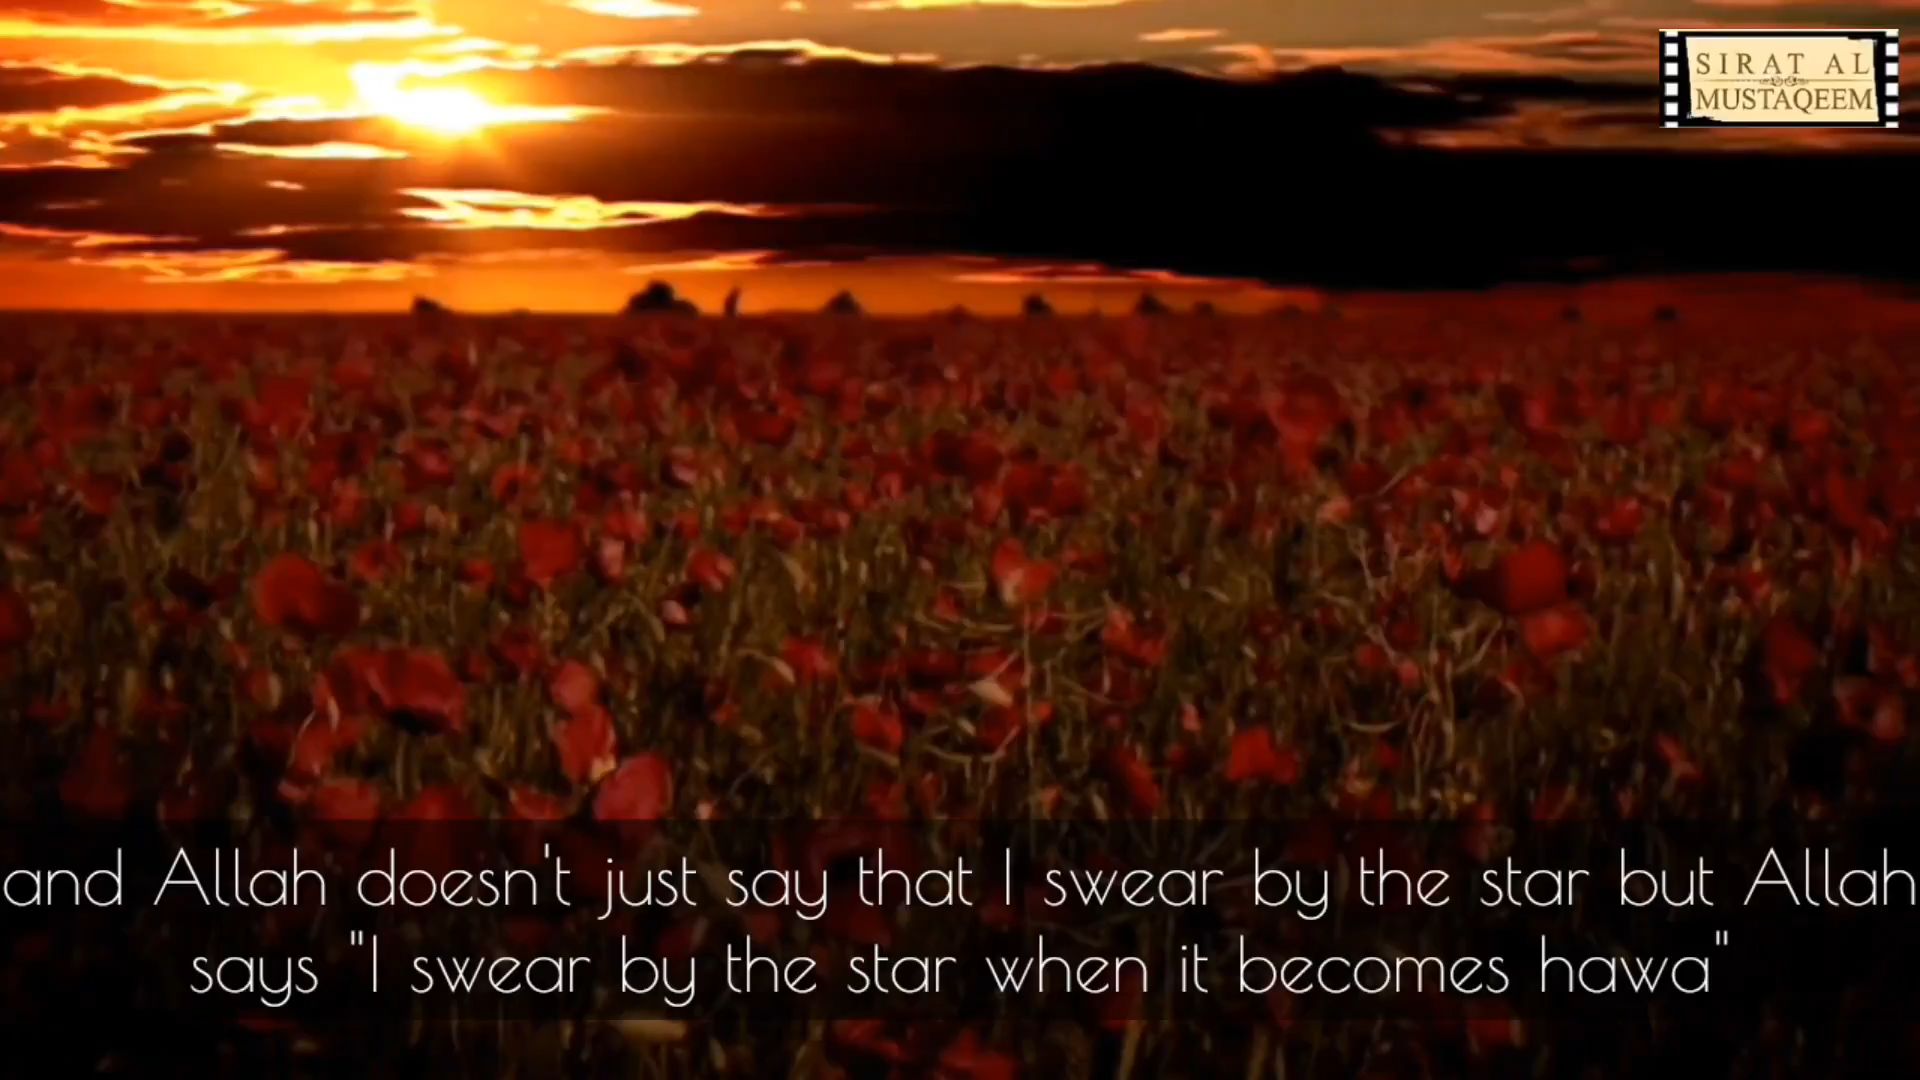 SIRAT AL
MUSTAQEEM
and Allah doesn't just say that I swear by the star but Allah
says "I swear by the star when it becomes hawa"